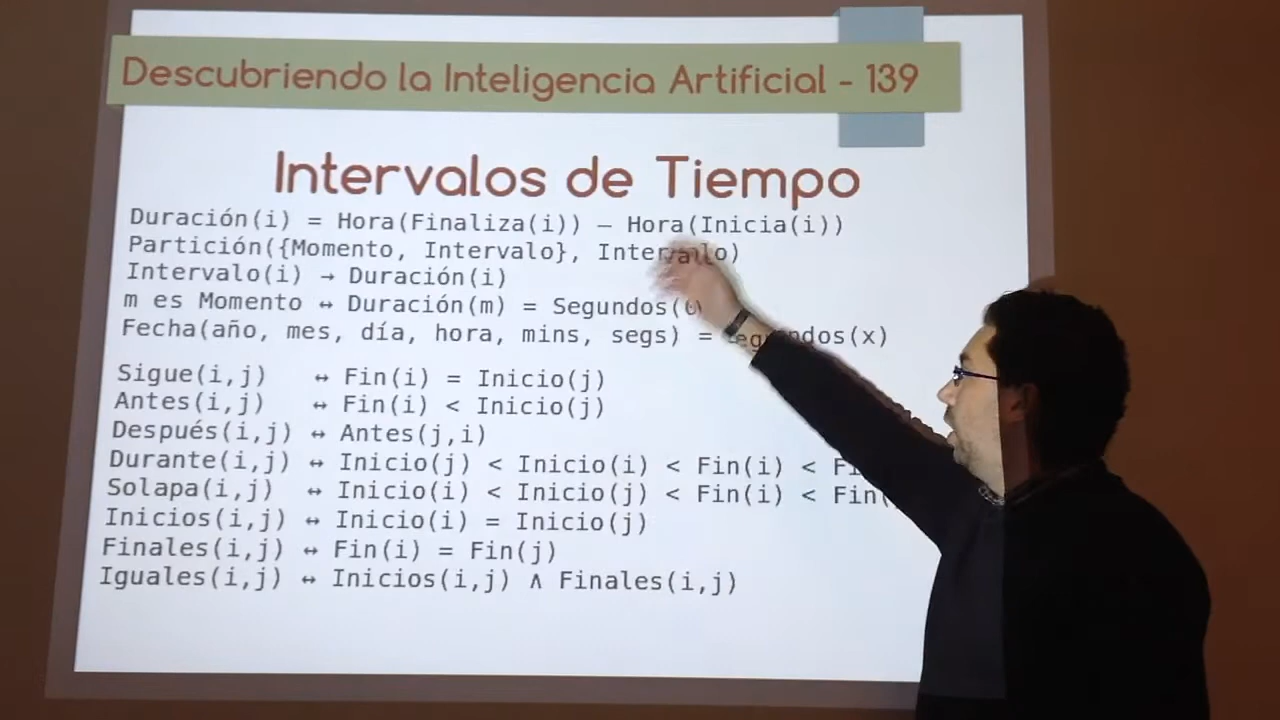 Descubriendo la Inteligencia Artificial - 139
Intervalos de Tiempo
Duración(i) = Hora(Finaliza(i)) – Hora(Inicia(i))
Partición({Momento, Intervalo}, Intervalo)
Intervalo(i) → Duración(i)
m es Momento ↔ Duración(m) = Segundos(0
Fecha(año, mes, día, hora, mins, segs) = Segundos(x)
Sigue(i,j) ↔ Fin(i) = Inicio(j)
Antes(i,j) ↔ Fin(i) < Inicio(j)
Después(i,j) ↔ Antes(j,i)
Durante(i,j) ↔ Inicio(j) < Inicio(i) < Fin(i) <
Solapa(i,j) ↔ Inicio(i) < Inicio(j) < Fin(i) < Fin(
Inicios(i,j) ↔ Inicio(i) = Inicio(j)
Finales(i,j) ↔ Fin(i) = Fin(j)
Iguales(i,j) ↔ Inicios(i,j) ∧ Finales(i,j)